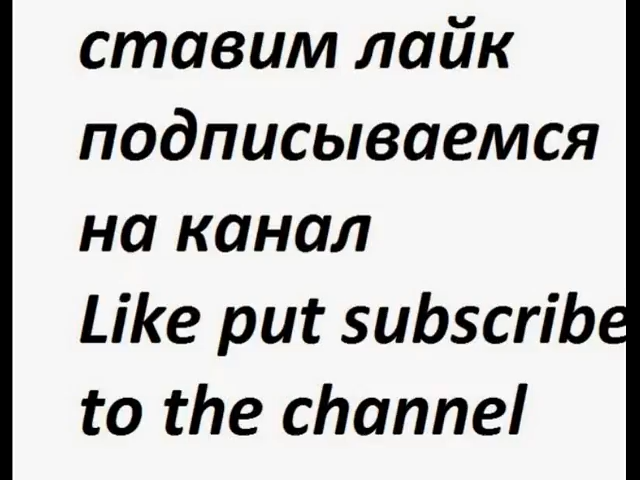 ставим лайк
подписываемся
на канал
Like put subscribe
to the channel